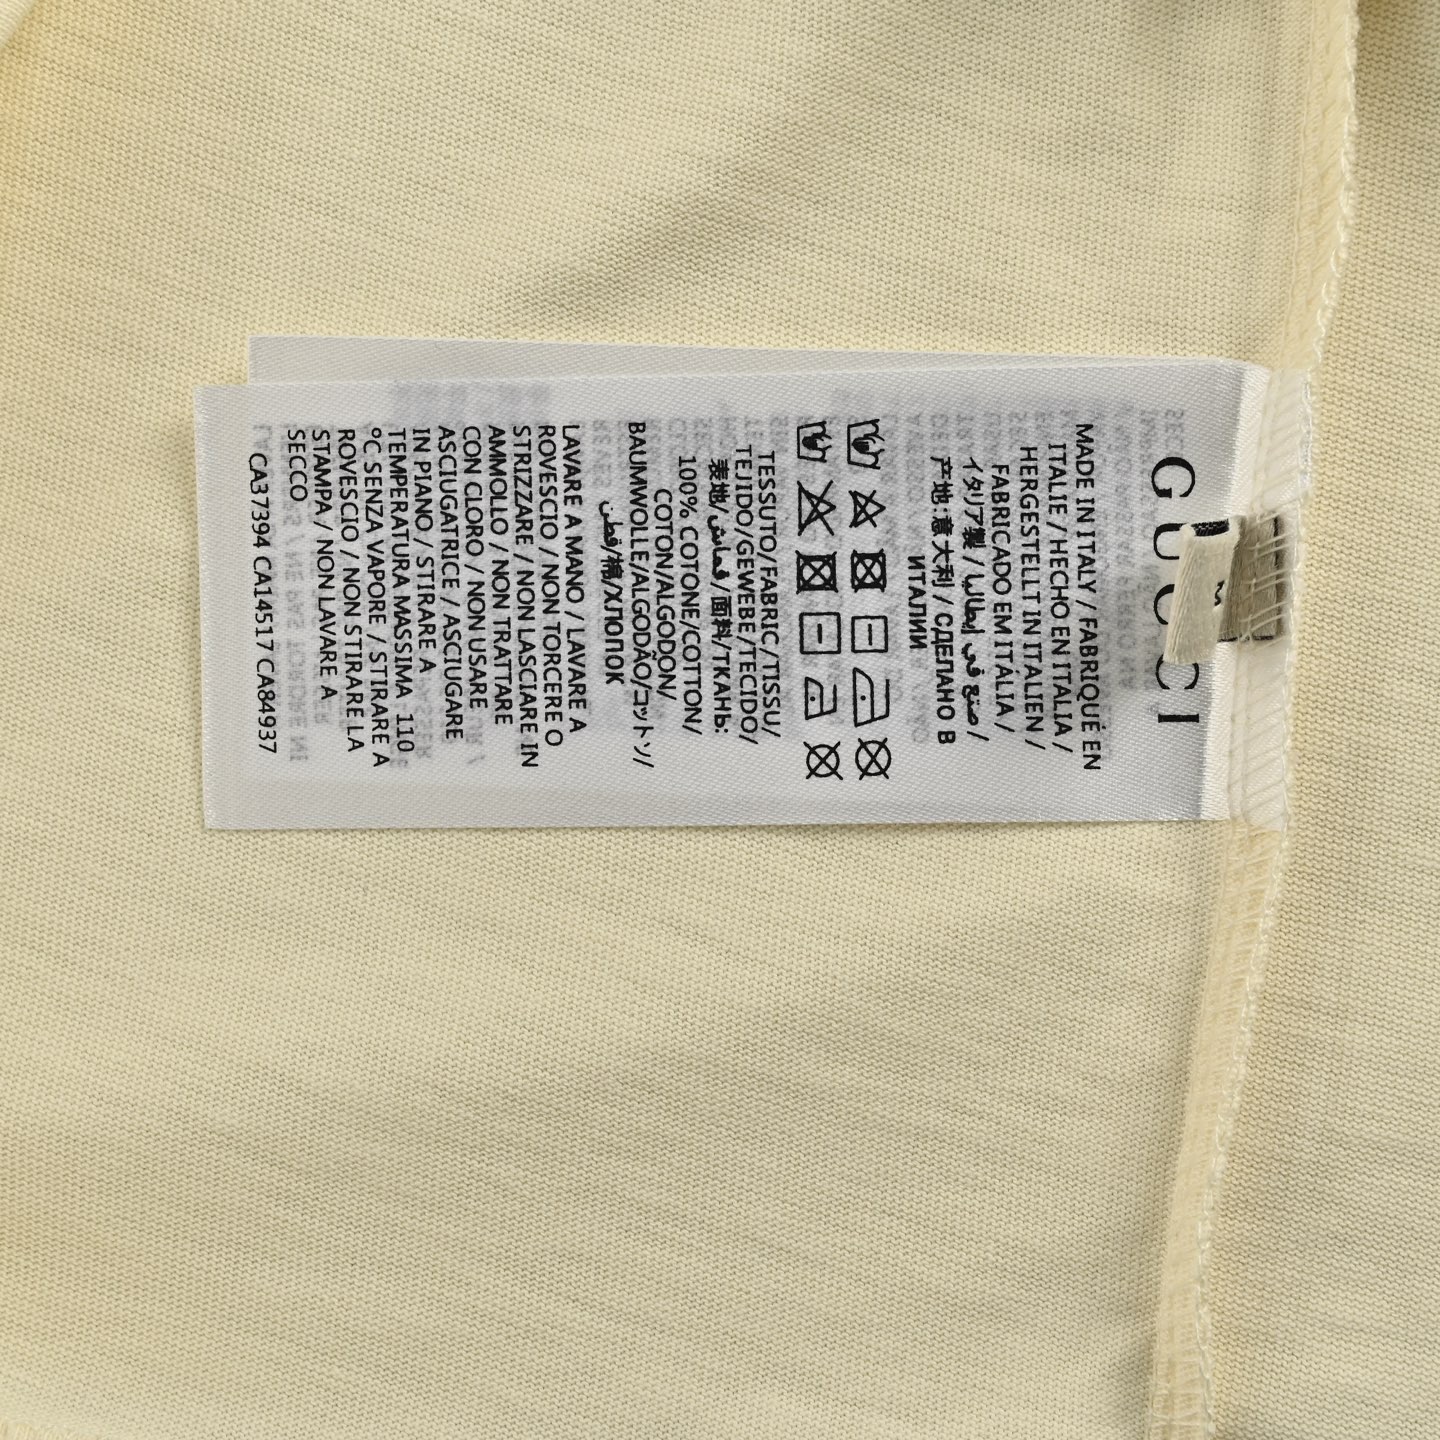 GUCCI
M
MADE IN ITALY / FABRIQUÉ EN
ITALIE / HECHO EN ITALIA /
HERGESTELLT IN ITALIEN /
FABRICADO EM ITÁLIA /
イタリア製 / صنع في إيطاليا /
产地:意大利 / СДЕЛАНО В
ИТАЛИИ
TESSUTO/FABRIC/TISSU/
TEJIDO/GEWEBE/TECIDO/
表地/قماش/面料/ТКАНЬ:
100% COTONE/COTTON/
COTON/ALGODON/
BAUMWOLLE/ALGODÃO/コットン/
قطن/棉/ХЛОПОК
LAVARE A MANO / LAVARE A
ROVESCIO / NON TORCERE O
STRIZZARE / NON LASCIARE IN
AMMOLLO / NON TRATTARE
CON CLORO / NON USARE
ASCIUGATRICE / ASCIUGARE
IN PIANO / STIRARE A
TEMPERATURA MASSIMA 110
°C SENZA VAPORE / STIRARE A
ROVESCIO / NON STIRARE LA
STAMPA / NON LAVARE A
SECCO
CA37394 CA14517 CA84937